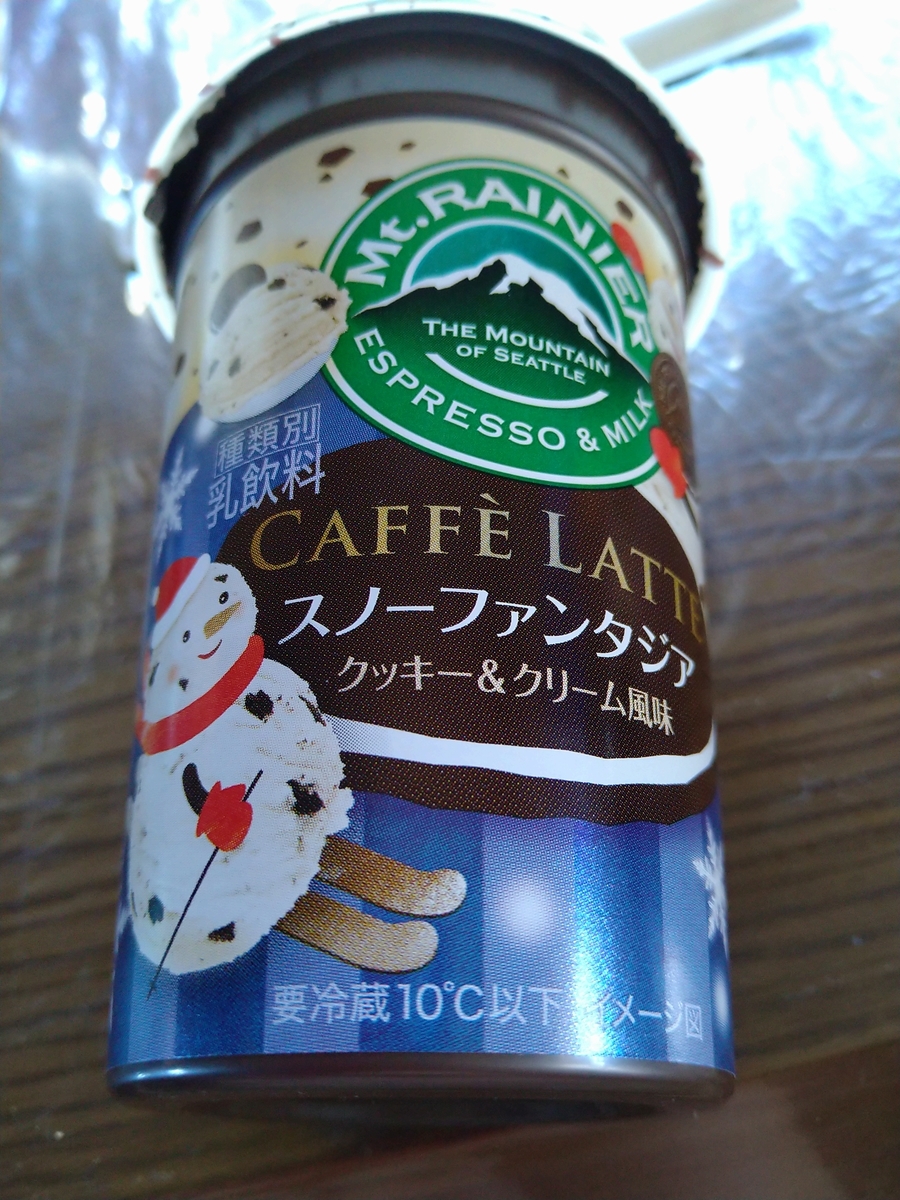 Mt. RAINIER
THE MOUNTAIN
OF SEATTLE
ESPRESSO & MILK
種類別
乳飲料
CAFFÈ LATTE
スノーファンタジア
クッキー&クリーム風味
要冷蔵10℃以下 イメージ図